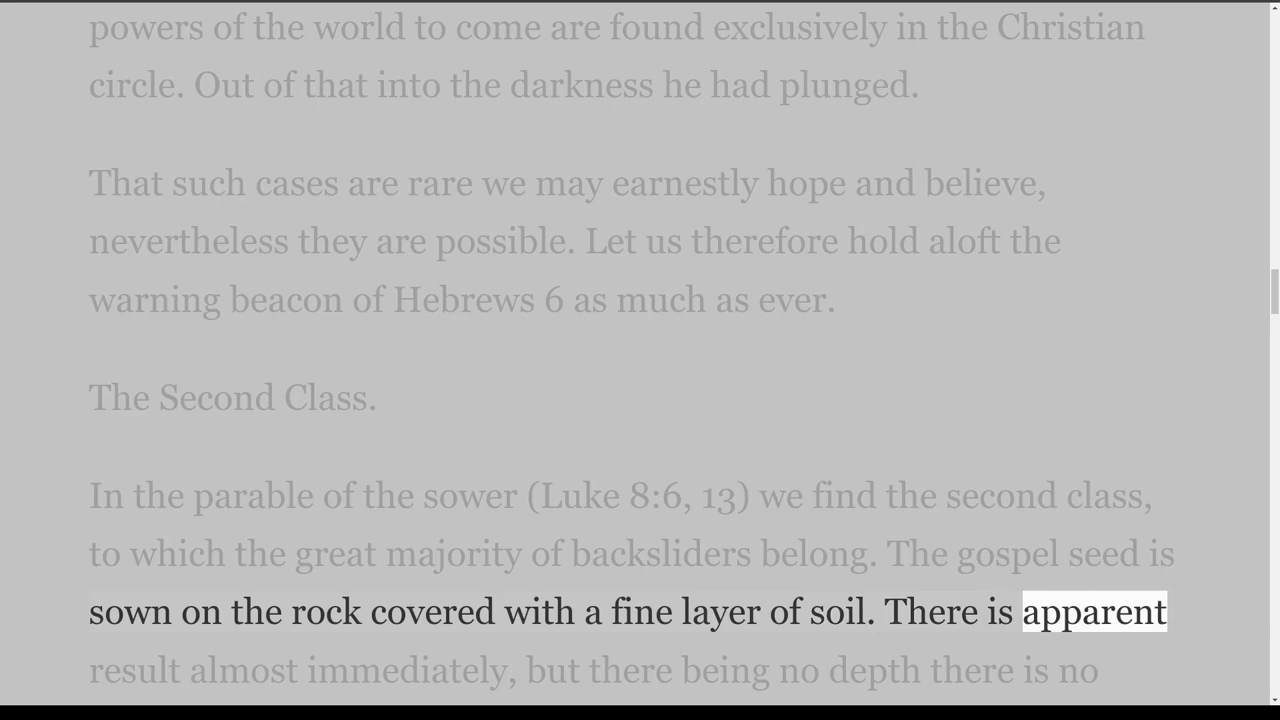 powers of the world to come are found exclusively in the Christian
circle. Out of that into the darkness he had plunged.
That such cases are rare we may earnestly hope and believe,
nevertheless they are possible. Let us therefore hold aloft the
warning beacon of Hebrews 6 as much as ever.
The Second Class.
In the parable of the sower (Luke 8:6, 13) we find the second class,
to which the great majority of backsliders belong. The gospel seed is
sown on the rock covered with a fine layer of soil. There is apparent
result almost immediately, but there being no depth there is no